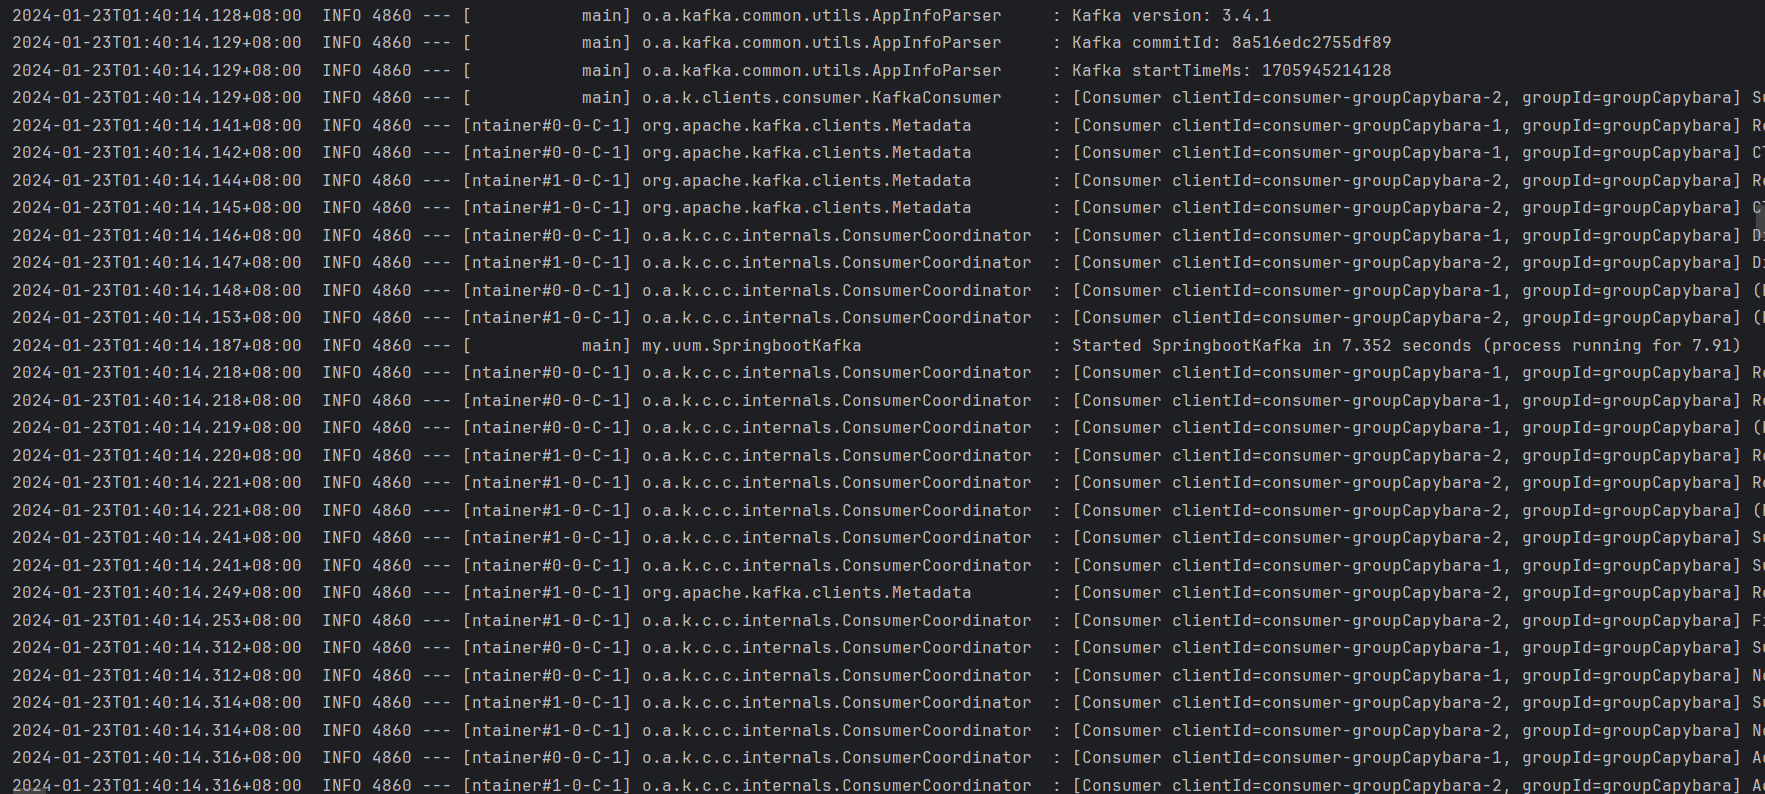 2024-01-23T01:40:14.128+08:00  INFO 4860 --- [           main] o.a.kafka.common.utils.AppInfoParser     : Kafka version: 3.4.1
2024-01-23T01:40:14.129+08:00  INFO 4860 --- [           main] o.a.kafka.common.utils.AppInfoParser     : Kafka commitId: 8a516edc2755df89
2024-01-23T01:40:14.129+08:00  INFO 4860 --- [           main] o.a.kafka.common.utils.AppInfoParser     : Kafka startTimeMs: 1705945214128
2024-01-23T01:40:14.129+08:00  INFO 4860 --- [           main] o.a.k.clients.consumer.KafkaConsumer     : [Consumer clientId=consumer-groupCapybara-2, groupId=groupCapybara]
2024-01-23T01:40:14.141+08:00  INFO 4860 --- [ntainer#0-0-C-1] org.apache.kafka.clients.Metadata        : [Consumer clientId=consumer-groupCapybara-1, groupId=groupCapybara]
2024-01-23T01:40:14.142+08:00  INFO 4860 --- [ntainer#0-0-C-1] org.apache.kafka.clients.Metadata        : [Consumer clientId=consumer-groupCapybara-1, groupId=groupCapybara]
2024-01-23T01:40:14.144+08:00  INFO 4860 --- [ntainer#1-0-C-1] org.apache.kafka.clients.Metadata        : [Consumer clientId=consumer-groupCapybara-2, groupId=groupCapybara]
2024-01-23T01:40:14.145+08:00  INFO 4860 --- [ntainer#1-0-C-1] org.apache.kafka.clients.Metadata        : [Consumer clientId=consumer-groupCapybara-2, groupId=groupCapybara]
2024-01-23T01:40:14.146+08:00  INFO 4860 --- [ntainer#0-0-C-1] o.a.k.c.c.internals.ConsumerCoordinator  : [Consumer clientId=consumer-groupCapybara-1, groupId=groupCapybara]
2024-01-23T01:40:14.147+08:00  INFO 4860 --- [ntainer#1-0-C-1] o.a.k.c.c.internals.ConsumerCoordinator  : [Consumer clientId=consumer-groupCapybara-2, groupId=groupCapybara]
2024-01-23T01:40:14.148+08:00  INFO 4860 --- [ntainer#0-0-C-1] o.a.k.c.c.internals.ConsumerCoordinator  : [Consumer clientId=consumer-groupCapybara-1, groupId=groupCapybara]
2024-01-23T01:40:14.153+08:00  INFO 4860 --- [ntainer#1-0-C-1] o.a.k.c.c.internals.ConsumerCoordinator  : [Consumer clientId=consumer-groupCapybara-2, groupId=groupCapybara]
2024-01-23T01:40:14.187+08:00  INFO 4860 --- [           main] my.uum.SpringbootKafka                   : Started SpringbootKafka in 7.352 seconds (process running for 7.91)
2024-01-23T01:40:14.218+08:00  INFO 4860 --- [ntainer#0-0-C-1] o.a.k.c.c.internals.ConsumerCoordinator  : [Consumer clientId=consumer-groupCapybara-1, groupId=groupCapybara]
2024-01-23T01:40:14.218+08:00  INFO 4860 --- [ntainer#0-0-C-1] o.a.k.c.c.internals.ConsumerCoordinator  : [Consumer clientId=consumer-groupCapybara-1, groupId=groupCapybara]
2024-01-23T01:40:14.219+08:00  INFO 4860 --- [ntainer#0-0-C-1] o.a.k.c.c.internals.ConsumerCoordinator  : [Consumer clientId=consumer-groupCapybara-1, groupId=groupCapybara]
2024-01-23T01:40:14.220+08:00  INFO 4860 --- [ntainer#1-0-C-1] o.a.k.c.c.internals.ConsumerCoordinator  : [Consumer clientId=consumer-groupCapybara-2, groupId=groupCapybara]
2024-01-23T01:40:14.221+08:00  INFO 4860 --- [ntainer#1-0-C-1] o.a.k.c.c.internals.ConsumerCoordinator  : [Consumer clientId=consumer-groupCapybara-2, groupId=groupCapybara]
2024-01-23T01:40:14.221+08:00  INFO 4860 --- [ntainer#1-0-C-1] o.a.k.c.c.internals.ConsumerCoordinator  : [Consumer clientId=consumer-groupCapybara-2, groupId=groupCapybara]
2024-01-23T01:40:14.241+08:00  INFO 4860 --- [ntainer#1-0-C-1] o.a.k.c.c.internals.ConsumerCoordinator  : [Consumer clientId=consumer-groupCapybara-2, groupId=groupCapybara]
2024-01-23T01:40:14.241+08:00  INFO 4860 --- [ntainer#0-0-C-1] o.a.k.c.c.internals.ConsumerCoordinator  : [Consumer clientId=consumer-groupCapybara-1, groupId=groupCapybara]
2024-01-23T01:40:14.249+08:00  INFO 4860 --- [ntainer#1-0-C-1] org.apache.kafka.clients.Metadata        : [Consumer clientId=consumer-groupCapybara-2, groupId=groupCapybara]
2024-01-23T01:40:14.253+08:00  INFO 4860 --- [ntainer#1-0-C-1] o.a.k.c.c.internals.ConsumerCoordinator  : [Consumer clientId=consumer-groupCapybara-2, groupId=groupCapybara]
2024-01-23T01:40:14.312+08:00  INFO 4860 --- [ntainer#0-0-C-1] o.a.k.c.c.internals.ConsumerCoordinator  : [Consumer clientId=consumer-groupCapybara-1, groupId=groupCapybara]
2024-01-23T01:40:14.312+08:00  INFO 4860 --- [ntainer#0-0-C-1] o.a.k.c.c.internals.ConsumerCoordinator  : [Consumer clientId=consumer-groupCapybara-1, groupId=groupCapybara]
2024-01-23T01:40:14.314+08:00  INFO 4860 --- [ntainer#1-0-C-1] o.a.k.c.c.internals.ConsumerCoordinator  : [Consumer clientId=consumer-groupCapybara-2, groupId=groupCapybara]
2024-01-23T01:40:14.314+08:00  INFO 4860 --- [ntainer#1-0-C-1] o.a.k.c.c.internals.ConsumerCoordinator  : [Consumer clientId=consumer-groupCapybara-2, groupId=groupCapybara]
2024-01-23T01:40:14.316+08:00  INFO 4860 --- [ntainer#0-0-C-1] o.a.k.c.c.internals.ConsumerCoordinator  : [Consumer clientId=consumer-groupCapybara-1, groupId=groupCapybara]
2024-01-23T01:40:14.316+08:00  INFO 4860 --- [ntainer#1-0-C-1] o.a.k.c.c.internals.ConsumerCoordinator  : [Consumer clientId=consumer-groupCapybara-2, groupId=groupCapybara]